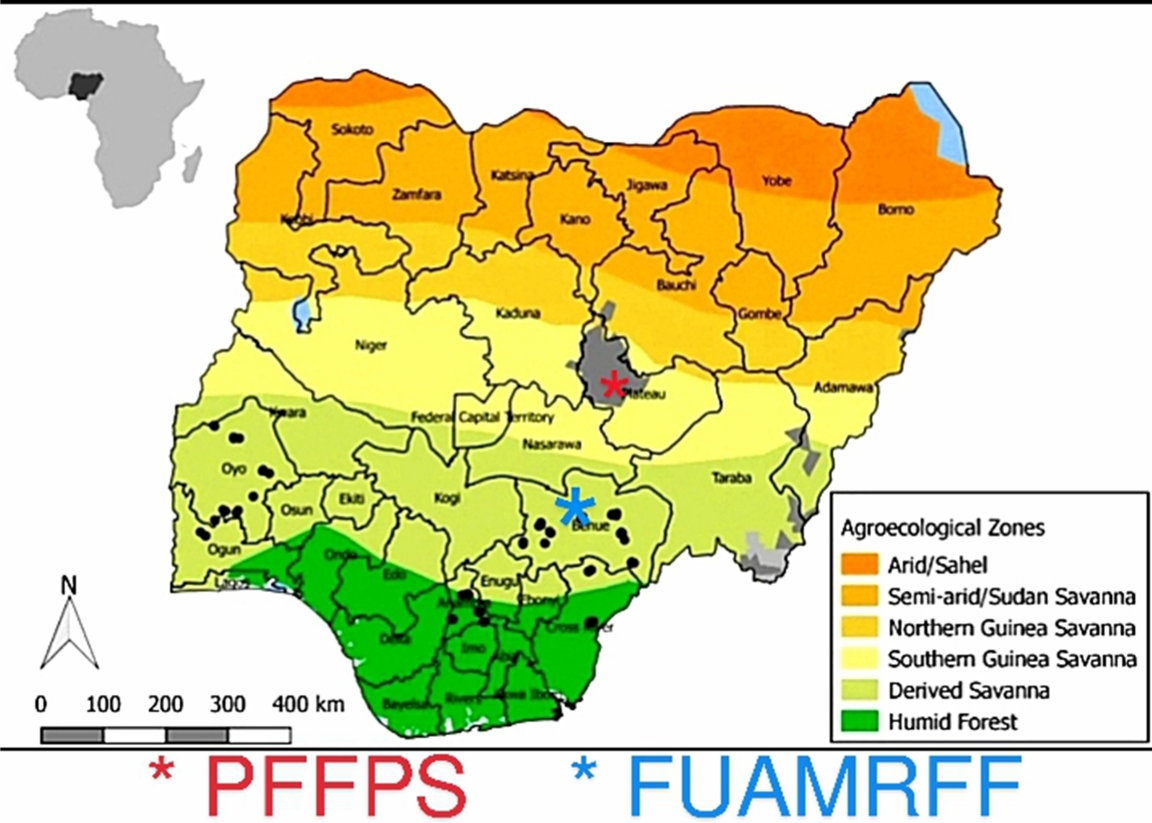 Sokoto
Katsina
Jigawa
Yobe
Zamfara
Borno
Kano
Kebbi
Bauchi
Kaduna
Gombe
Niger
Plateau
Adamawa
Kwara
Federal Capital Territory
Nasarawa
Oyo
Taraba
Kogi
Ekiti
Osun
Benue
Ogun
Ondo
Edo
Lagos
Enugu
Ebonyi
Cross River
Delta
Imo
Bayelsa
Rivers
Akwa Ibom
Agroecological Zones
Arid/Sahel
Semi-arid/Sudan Savanna
Northern Guinea Savanna
Southern Guinea Savanna
Derived Savanna
Humid Forest
N
0 100 200 300 400 km
* PFFPS * FUAMRFF